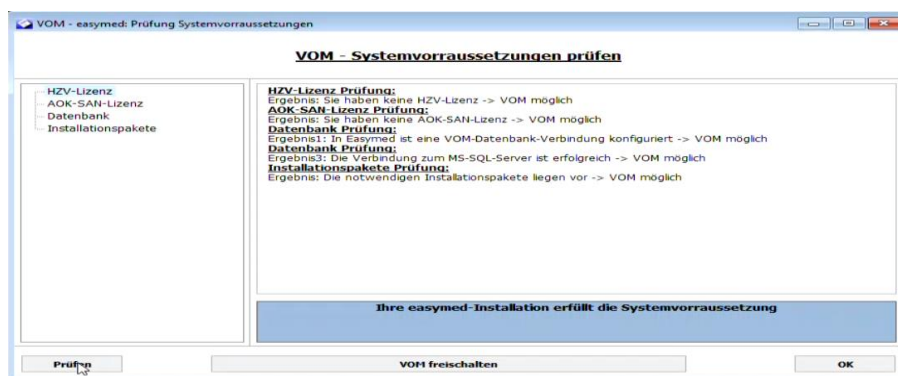 VOM - easymed: Prüfung Systemvorraussetzungen
VOM - Systemvorraussetzungen prüfen
HZV-Lizenz
AOK-SAN-Lizenz
Datenbank
Installationspakete
HZV-Lizenz Prüfung:
Ergebnis: Sie haben keine HZV-Lizenz -> VOM möglich
AOK-SAN-Lizenz Prüfung:
Ergebnis: Sie haben keine AOK-SAN-Lizenz -> VOM möglich
Datenbank Prüfung:
Ergebnis1: In Easymed ist eine VOM-Datenbank-Verbindung konfiguriert -> VOM möglich
Datenbank Prüfung:
Ergebnis3: Die Verbindung zum MS-SQL-Server ist erfolgreich -> VOM möglich
Installationspakete Prüfung:
Ergebnis: Die notwendigen Installationspakete liegen vor -> VOM möglich
Ihre easymed-Installation erfüllt die Systemvorraussetzung
Prüfen
VOM freischalten
OK